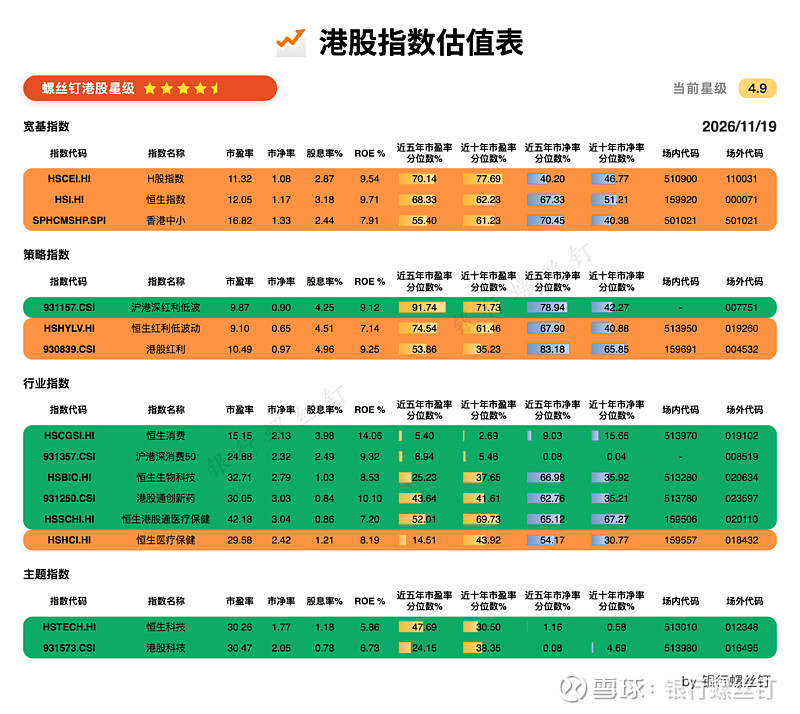 港股指数估值表
螺丝钉港股星级
当前星级 4.9
宽基指数 2026/11/19
指数代码 指数名称 市盈率 市净率 股息率% ROE % 近五年市盈率分位数% 近十年市盈率分位数% 近五年市净率分位数% 近十年市净率分位数% 场内代码 场外代码
HSCEI.HI H股指数 11.32 1.08 2.87 9.54 70.14 77.69 40.20 46.77 510900 110031
HSI.HI 恒生指数 12.05 1.17 3.18 9.71 68.33 62.23 67.33 51.21 159920 000071
SPHCMSHP.SPI 香港中小 16.82 1.33 2.44 7.91 55.40 61.23 70.45 40.38 501021 501021
策略指数
指数代码 指数名称 市盈率 市净率 股息率% ROE % 近五年市盈率分位数% 近十年市盈率分位数% 近五年市净率分位数% 近十年市净率分位数% 场内代码 场外代码
931157.CSI 沪港深红利低波 9.87 0.90 4.25 9.12 91.74 71.73 78.94 42.27 - 007751
HSHYLV.HI 恒生红利低波动 9.10 0.65 4.51 7.14 74.54 61.46 67.90 40.88 513950 019260
930839.CSI 港股红利 10.49 0.97 4.96 9.25 53.86 35.23 83.18 65.85 159691 004532
行业指数
指数代码 指数名称 市盈率 市净率 股息率% ROE % 近五年市盈率分位数% 近十年市盈率分位数% 近五年市净率分位数% 近十年市净率分位数% 场内代码 场外代码
HSCGSI.HI 恒生消费 15.15 2.13 3.98 14.06 5.40 2.69 9.03 15.65 513970 019102
931357.CSI 沪港深消费50 24.88 2.32 2.49 9.32 6.94 5.46 0.08 0.04 - 008519
HSBIO.HI 恒生生物科技 32.71 2.79 1.03 8.53 25.23 37.65 66.98 35.92 513280 020634
931250.CSI 港股通创新药 30.05 3.03 0.84 10.10 43.64 41.61 62.76 35.21 513780 023597
HSSCHI.HI 恒生港股通医疗保健 42.18 3.04 0.86 7.20 52.01 69.73 65.12 67.27 159506 020110
HSHCI.HI 恒生医疗保健 29.58 2.42 1.21 8.19 14.51 43.92 54.17 30.77 159557 018432
主题指数
指数代码 指数名称 市盈率 市净率 股息率% ROE % 近五年市盈率分位数% 近十年市盈率分位数% 近五年市净率分位数% 近十年市净率分位数% 场内代码 场外代码
HSTECH.HI 恒生科技 30.26 1.77 1.18 5.86 47.69 30.50 1.16 0.58 513010 012348
931573.CSI 港股科技 30.47 2.05 0.78 6.73 24.15 38.35 0.08 4.69 513980 016495
by 银行螺丝钉
雪球：银行螺丝钉
银行螺丝钉
银行螺丝钉